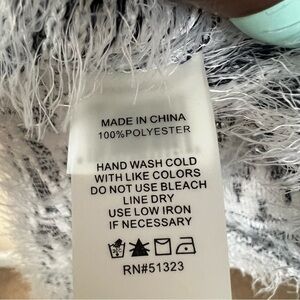 MADE IN CHINA
100%POLYESTER
HAND WASH COLD
WITH LIKE COLORS
DO NOT USE BLEACH
LINE DRY
USE LOW IRON
IF NECESSARY
RN#51323